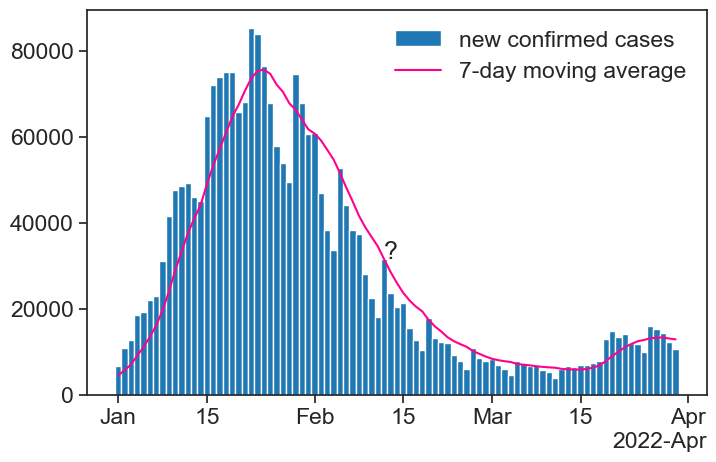 new confirmed cases
7-day moving average
80000
60000
40000
20000
0
?
Jan 15 Feb 15 Mar 15 Apr
2022-Apr